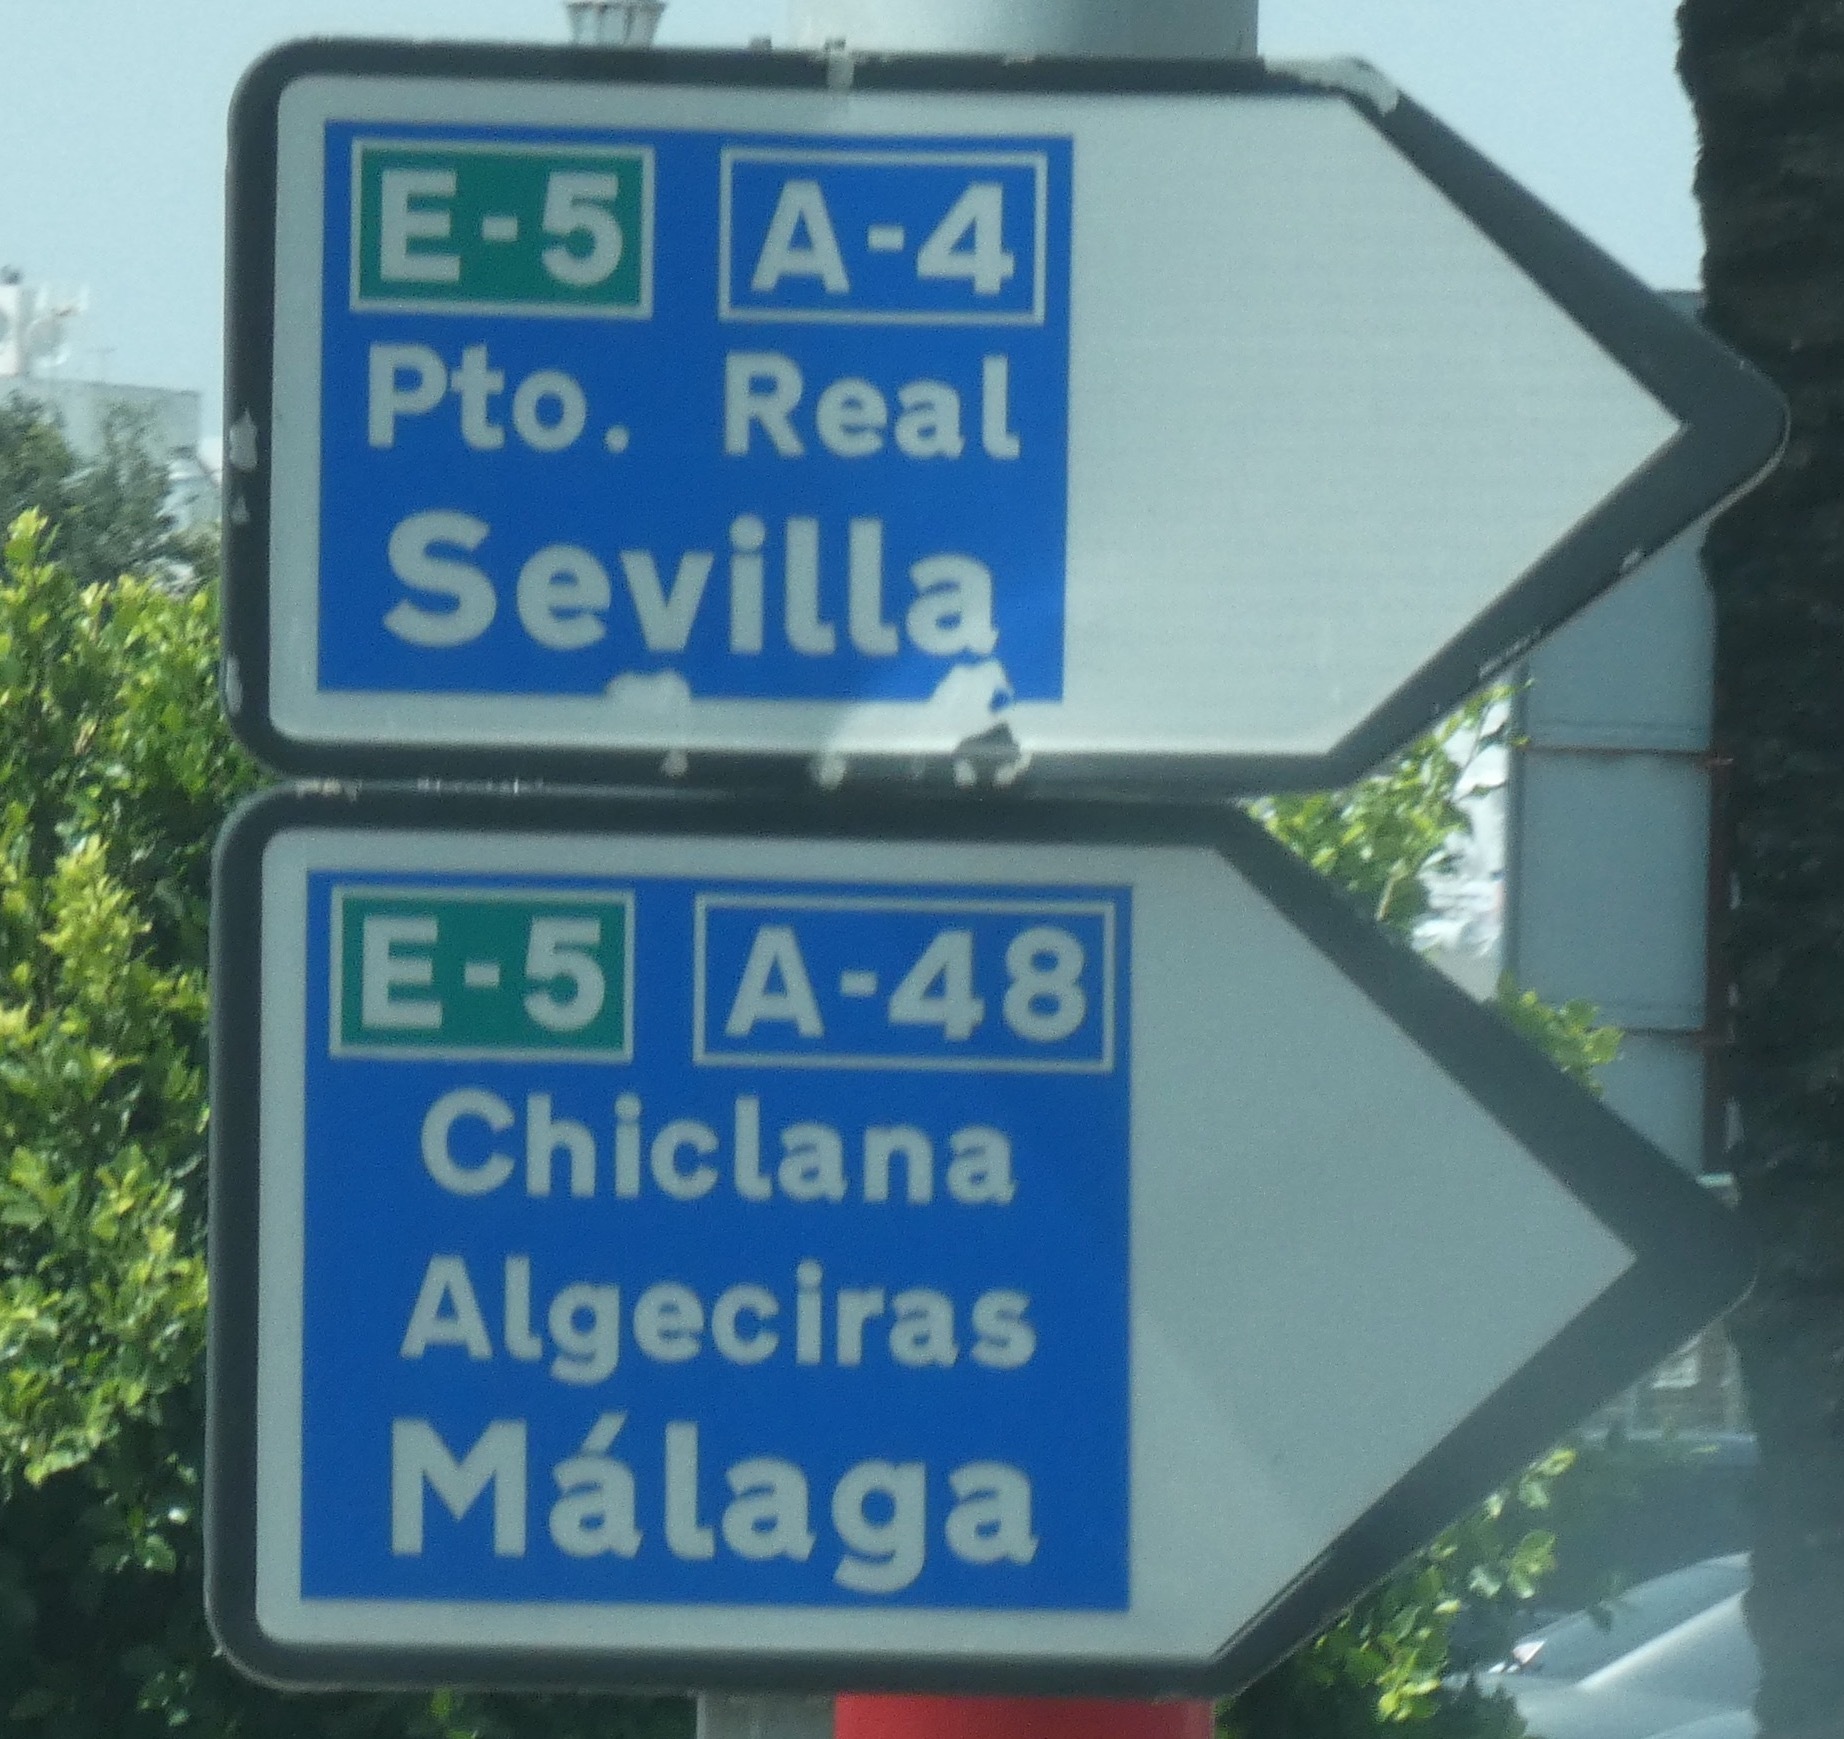 E-5 A-4
Pto. Real
Sevilla
E-5 A-48
Chiclana
Algeciras
Málaga